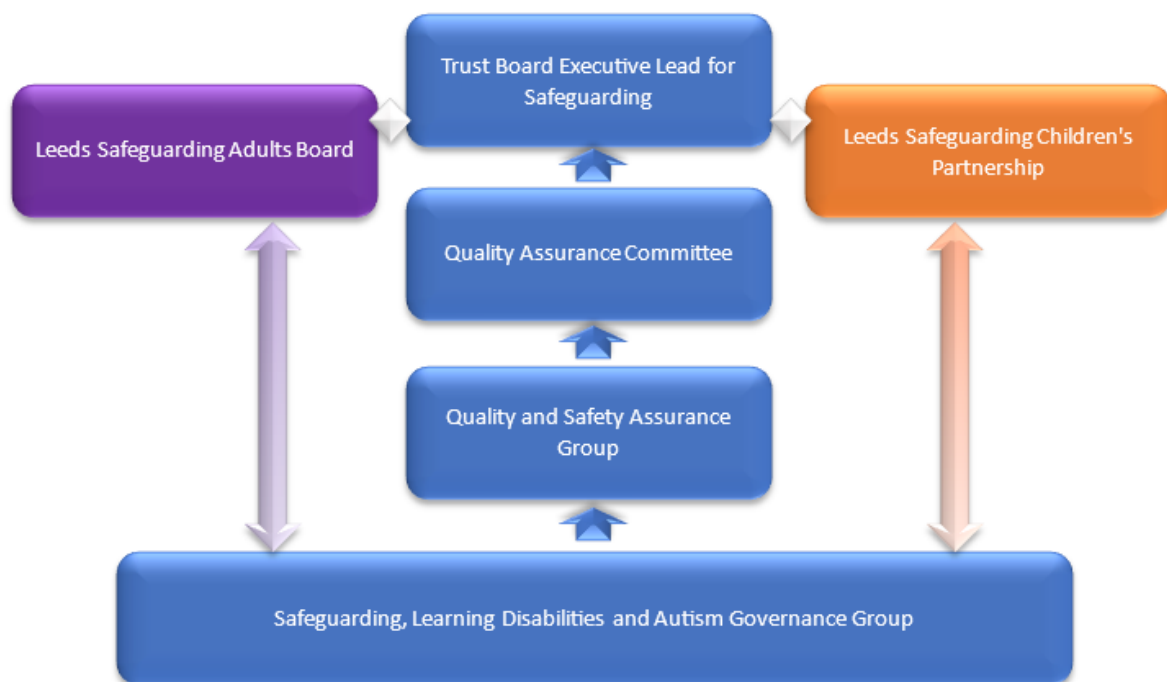 Trust Board Executive Lead for
Safeguarding
Leeds Safeguarding Adults Board
Leeds Safeguarding Children's
Partnership
Quality Assurance Committee
Quality and Safety Assurance
Group
Safeguarding, Learning Disabilities and Autism Governance Group